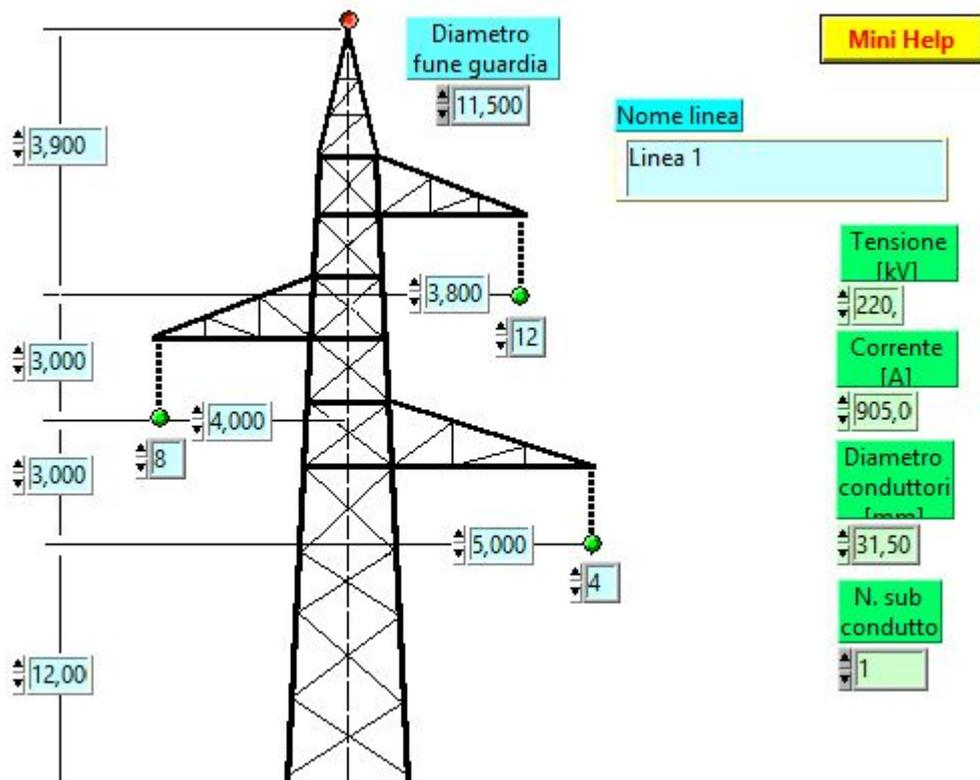 Diametro
fune guardia
11,500
Mini Help
Nome linea
Linea 1
3,900
Tensione
[kV]
220,
3,800
12
Corrente
[A]
905,0
3,000
4,000
8
3,000
Diametro
conduttori
[mm]
31,50
5,000
4
N. sub
condutto
1
12,00